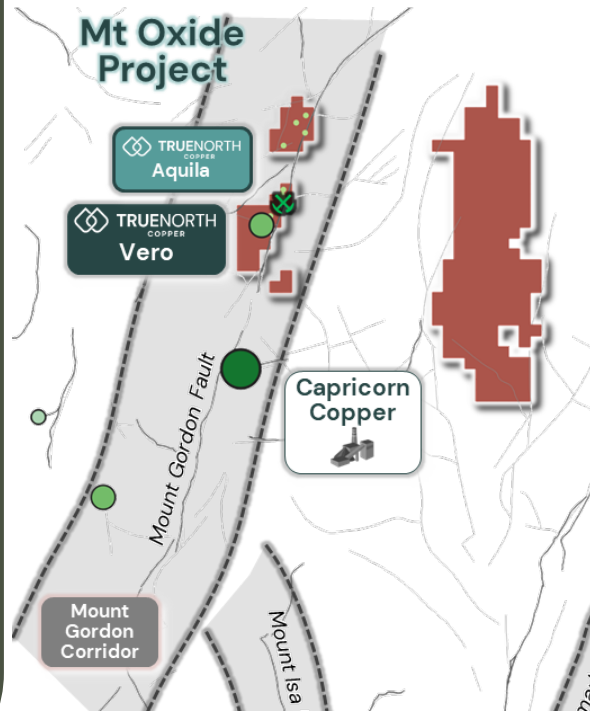 Mt Oxide
Project
TRUENORTH
COPPER
Aquila
TRUENORTH
COPPER
Vero
Capricorn
Copper
Mount Gordon Fault
Mount
Gordon
Corridor
Mount Isa